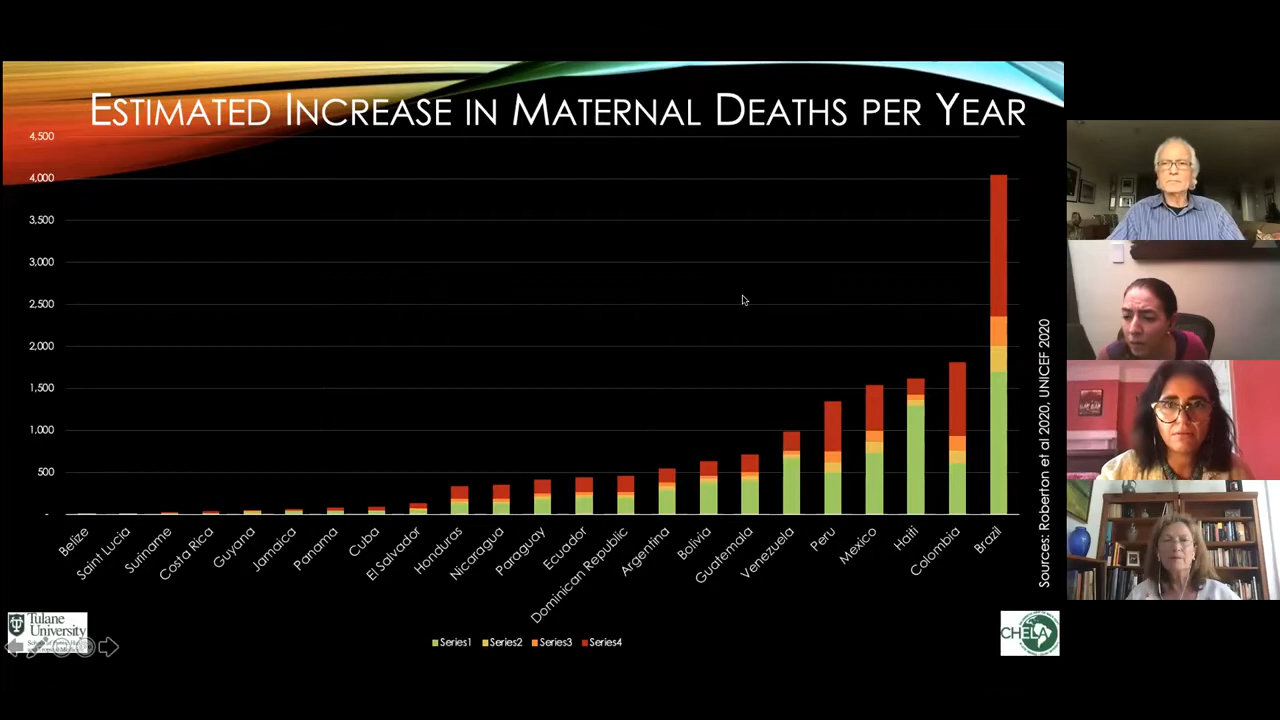 ESTIMATED INCREASE IN MATERNAL DEATHS PER YEAR
4,500
4,000
3,500
3,000
2,500
2,000
1,500
1,000
500
-
Belize
Saint Lucia
Suriname
Costa Rica
Guyana
Jamaica
Panama
Cuba
El Salvador
Honduras
Nicaragua
Paraguay
Ecuador
Dominican Republic
Argentina
Bolivia
Guatemala
Venezuela
Peru
Mexico
Haiti
Colombia
Brazil
Series1 Series2 Series3 Series4
Sources: Roberton et al 2020, UNICEF 2020
Tulane
University
CHELA